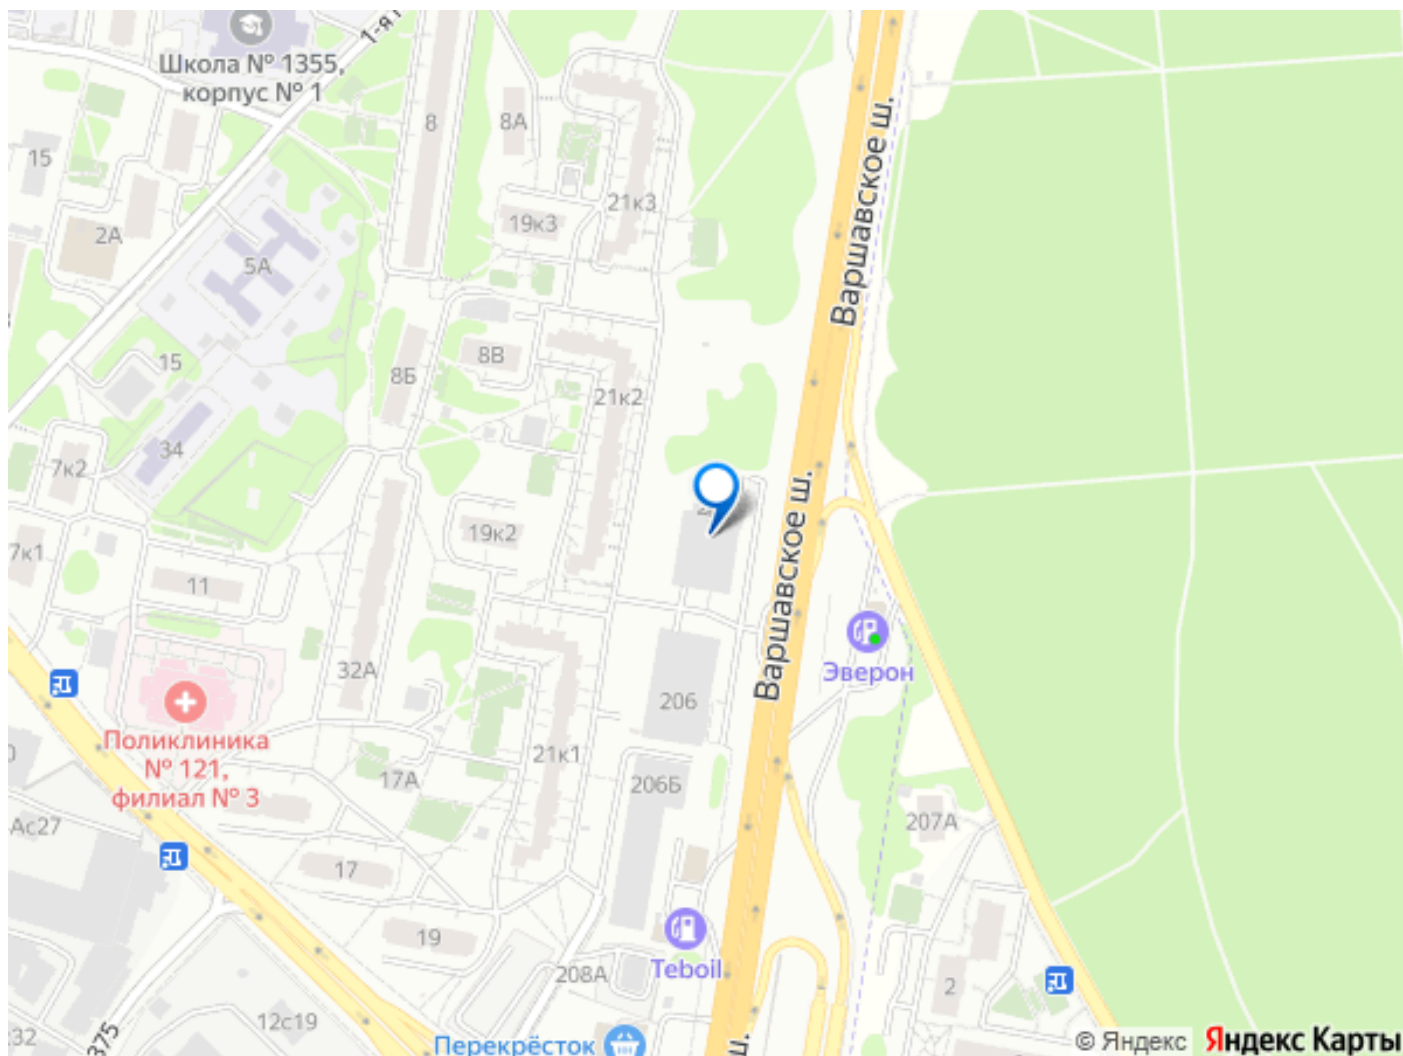 1-я
Школа № 1355,
корпус № 1
8
8А
15
21к3
19к3
2А
5А
Варшавское ш.
8В
15
8Б
21к2
34
7к2
Варшавское ш.
19к2
7к1
11
Эверон
32А
206
Поликлиника
№ 121,
филиал № 3
21к1
17А
206Б
Ас27
207А
17
19
Teboil
208А
2
12с19
32
375
Перекрёсток
ш.
© Яндекс
Яндекс Карты